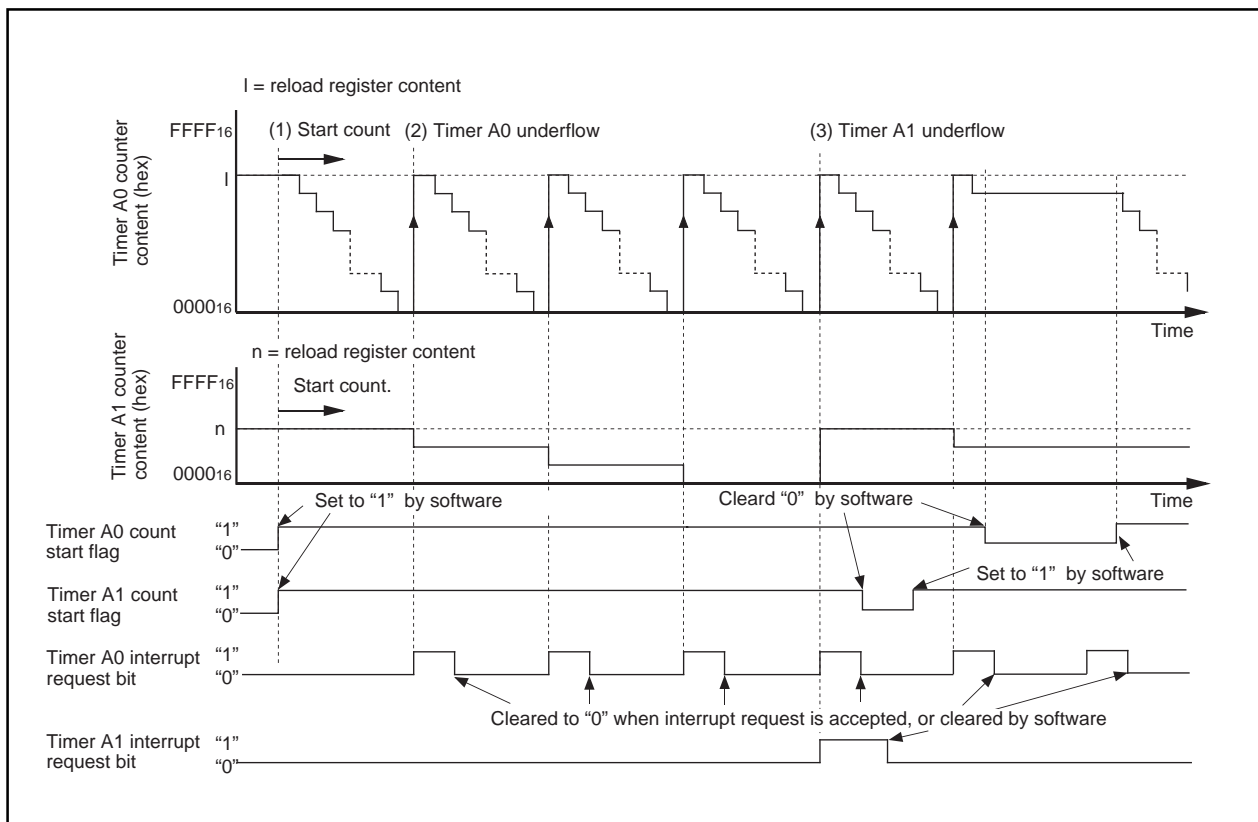 l = reload register content
Timer A0 counter
content (hex)
FFFF16
(1) Start count
(2) Timer A0 underflow
(3) Timer A1 underflow
l
000016
Time
n = reload register content
Timer A1 counter
content (hex)
FFFF16
Start count.
n
000016
Time
Set to “1” by software
Cleard “0” by software
Timer A0 count
start flag
“1”
“0”
Set to “1” by software
Timer A1 count
start flag
“1”
“0”
Timer A0 interrupt
request bit
“1”
“0”
Cleared to “0” when interrupt request is accepted, or cleared by software
Timer A1 interrupt
request bit
“1”
“0”